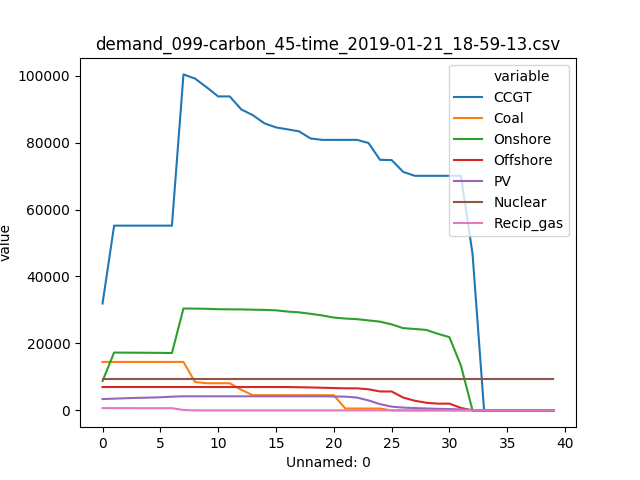 demand_099-carbon_45-time_2019-01-21_18-59-13.csv
variable
CCGT
Coal
Onshore
Offshore
PV
Nuclear
Recip_gas
100000
80000
60000
40000
20000
0
value
0 5 10 15 20 25 30 35 40
Unnamed: 0